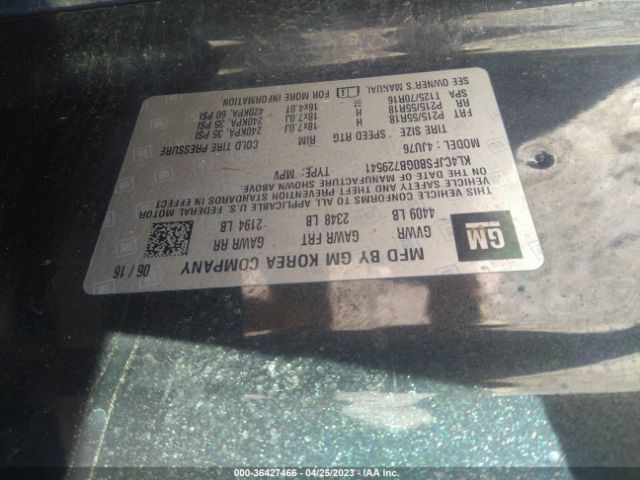 GM
MFD BY GM KOREA COMPANY 06 / 16
GVWR GAWR FRT GAWR RR
4409 LB 2348 LB 2194 LB
THIS VEHICLE CONFORMS TO ALL APPLICABLE U.S. FEDERAL MOTOR
VEHICLE SAFETY AND THEFT PREVENTION STANDARDS IN EFFECT
ON THE DATE OF MANUFACTURE SHOWN ABOVE.
KL4CJFSB0GB729541 TYPE: MPV
MODEL: 4JU76
TIRE SIZE SPEED RTG RIM COLD TIRE PRESSURE
FRT P215/55R18 H 18x7.0J 240KPA, 35 PSI
RR P215/55R18 H 18x7.0J 240KPA, 35 PSI
SPA T125/70R16 M 16x4.0T 420KPA, 60 PSI
SEE OWNER'S MANUAL FOR MORE INFORMATION.
000-36427466 - 04/25/2023 - IAA Inc.